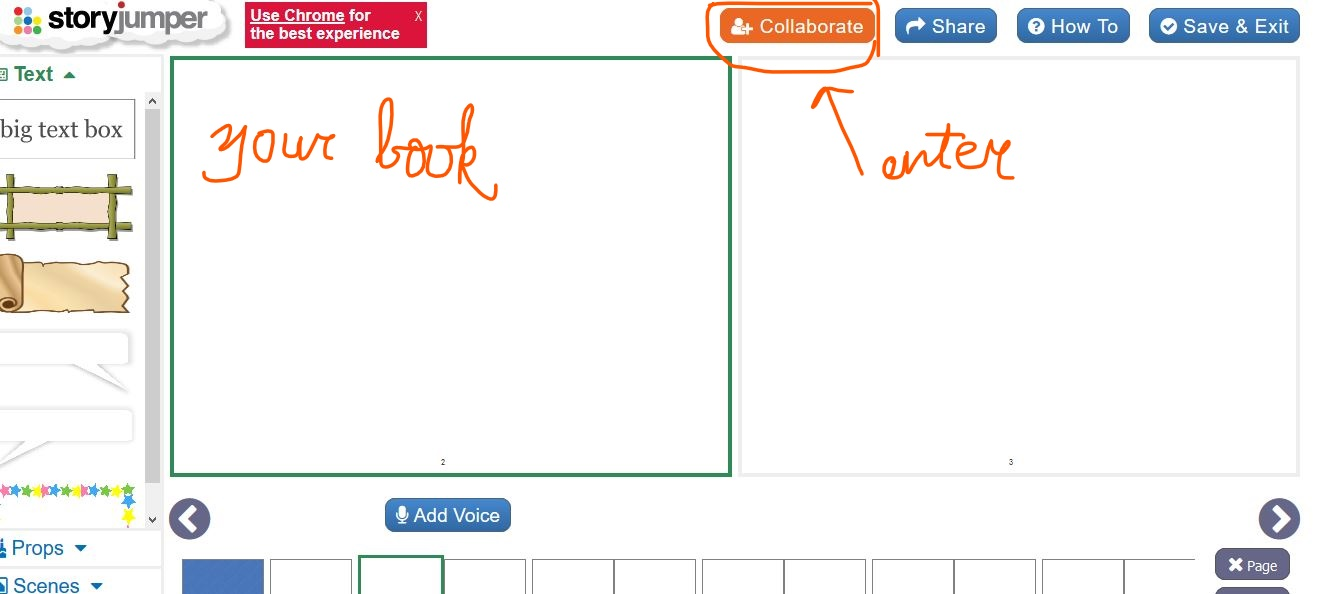 storyjumper
Use Chrome for X
the best experience
Collaborate
Share
How To
Save & Exit
Text
big text box
your book
enter
2
3
Add Voice
Props
Scenes
Page